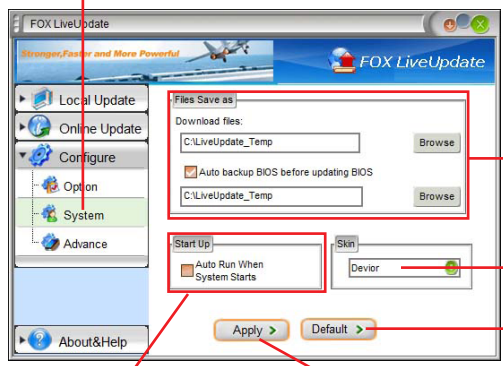 FOX LiveUpdate
Stronger,Faster and More Powerful
FOX LiveUpdate
Local Update
Online Update
Configure
Option
System
Advance
About&Help
Files Save as
Download files:
C:\LiveUpdate_Temp
Browse
Auto backup BIOS before updating BIOS
C:\LiveUpdate_Temp
Browse
Start Up
Auto Run When
System Starts
Skin
Devior
Apply >
Default >